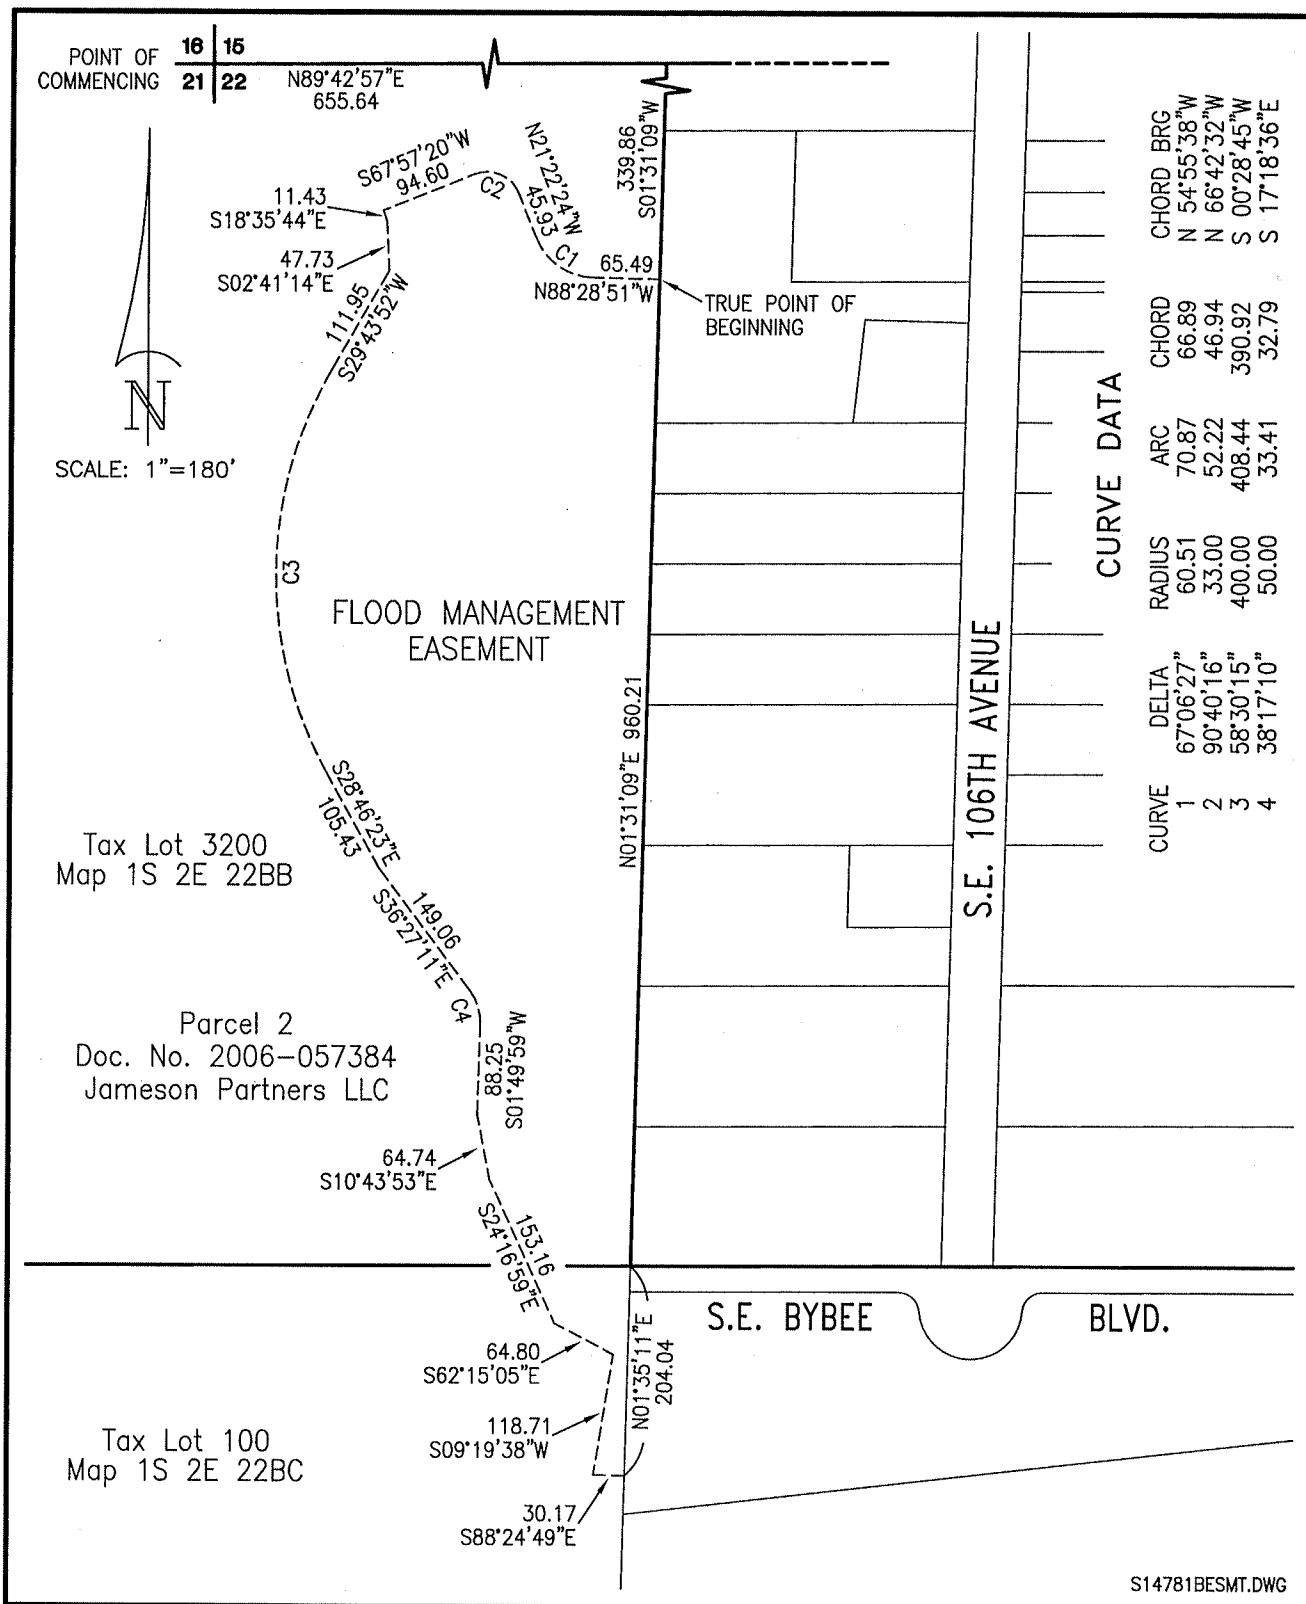 POINT OF
COMMENCING
16 15
21 22
N89°42'57"E
655.64
339.86
S01°31'09"W
S67°57'20"W
94.60
C2
N21°22'24"W
45.93
C1
65.49
N88°28'51"W
TRUE POINT OF
BEGINNING
11.43
S18°35'44"E
47.73
S02°41'14"E
111.95
S29°43'52"W
N
SCALE: 1"=180'
C3
FLOOD MANAGEMENT
EASEMENT
N01°31'09"E 960.21
S.E. 106TH AVENUE
CURVE DATA
CURVE DELTA RADIUS ARC CHORD CHORD BRG
1 67°06'27" 60.51 70.87 66.89 N 54°55'38"W
2 90°40'16" 33.00 52.22 46.94 N 66°42'32"W
3 58°30'15" 400.00 408.44 390.92 S 00°28'45"W
4 38°17'10" 50.00 33.41 32.79 S 17°18'36"E
S28°46'23"E
105.43
Tax Lot 3200
Map 1S 2E 22BB
149.06
S36°27'11"E
C4
Parcel 2
Doc. No. 2006-057384
Jameson Partners LLC
88.25
S01°49'59"W
64.74
S10°43'53"E
153.16
S24°16'59"E
S.E. BYBEE BLVD.
N01°35'11"E
204.04
64.80
S62°15'05"E
118.71
S09°19'38"W
Tax Lot 100
Map 1S 2E 22BC
30.17
S88°24'49"E
S14781BESMT.DWG